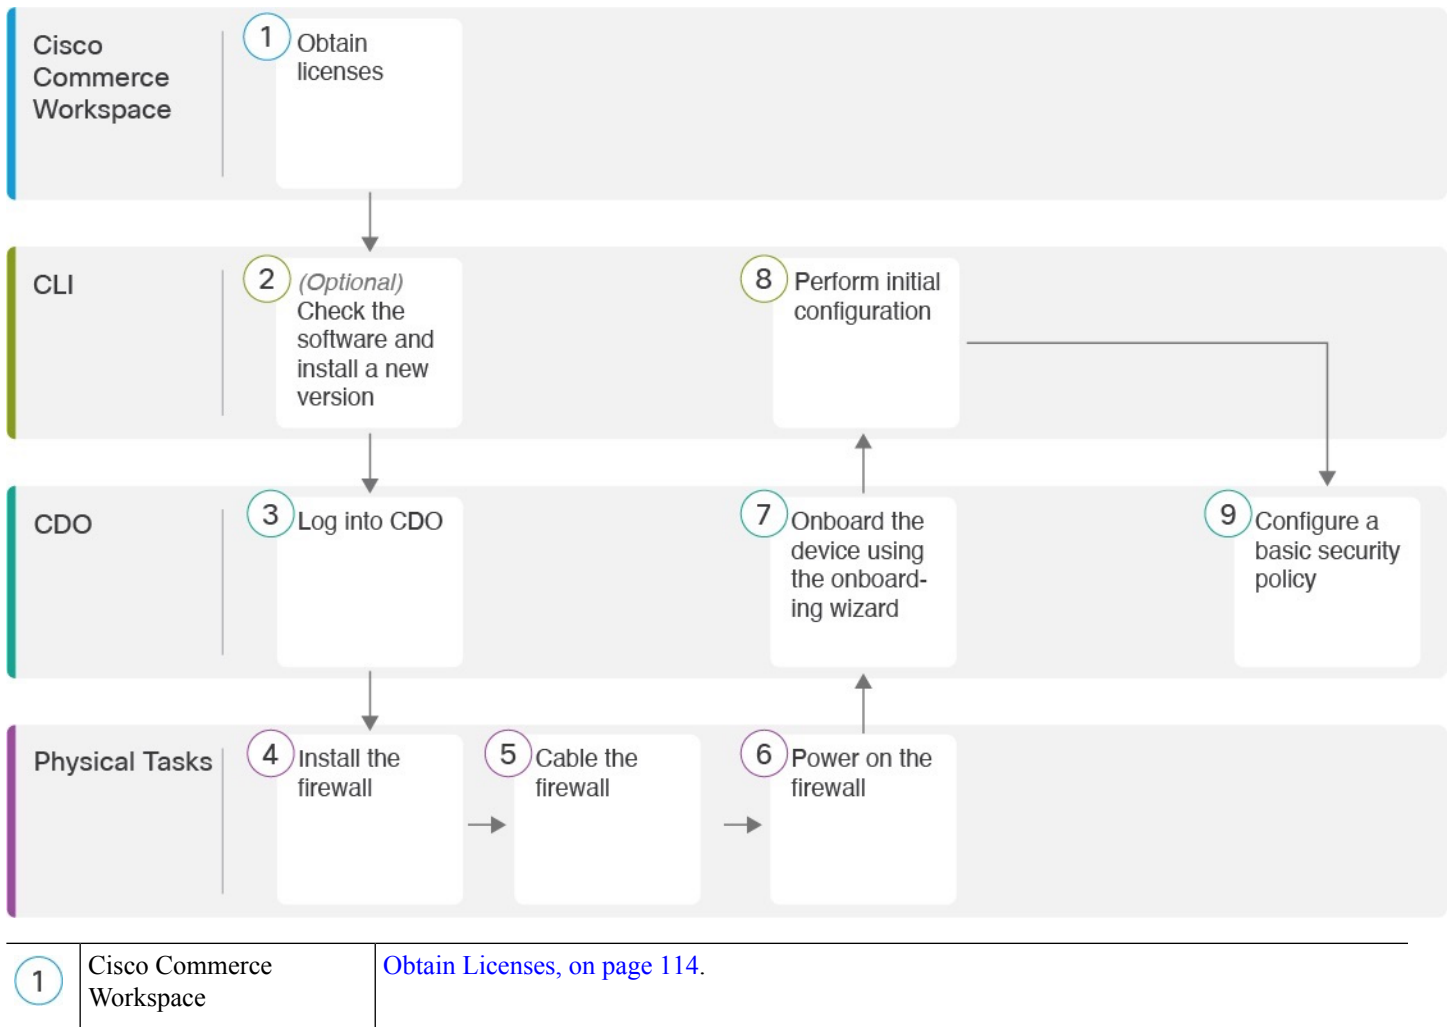 Cisco
Commerce
Workspace
1
Obtain
licenses
CLI
2
(Optional)
Check the
software and
install a new
version
8
Perform initial
configuration
CDO
3
Log into CDO
7
Onboard the
device using
the onboard-
ing wizard
9
Configure a
basic security
policy
Physical Tasks
4
Install the
firewall
5
Cable the
firewall
6
Power on the
firewall
1
Cisco Commerce
Workspace
Obtain Licenses, on page 114.